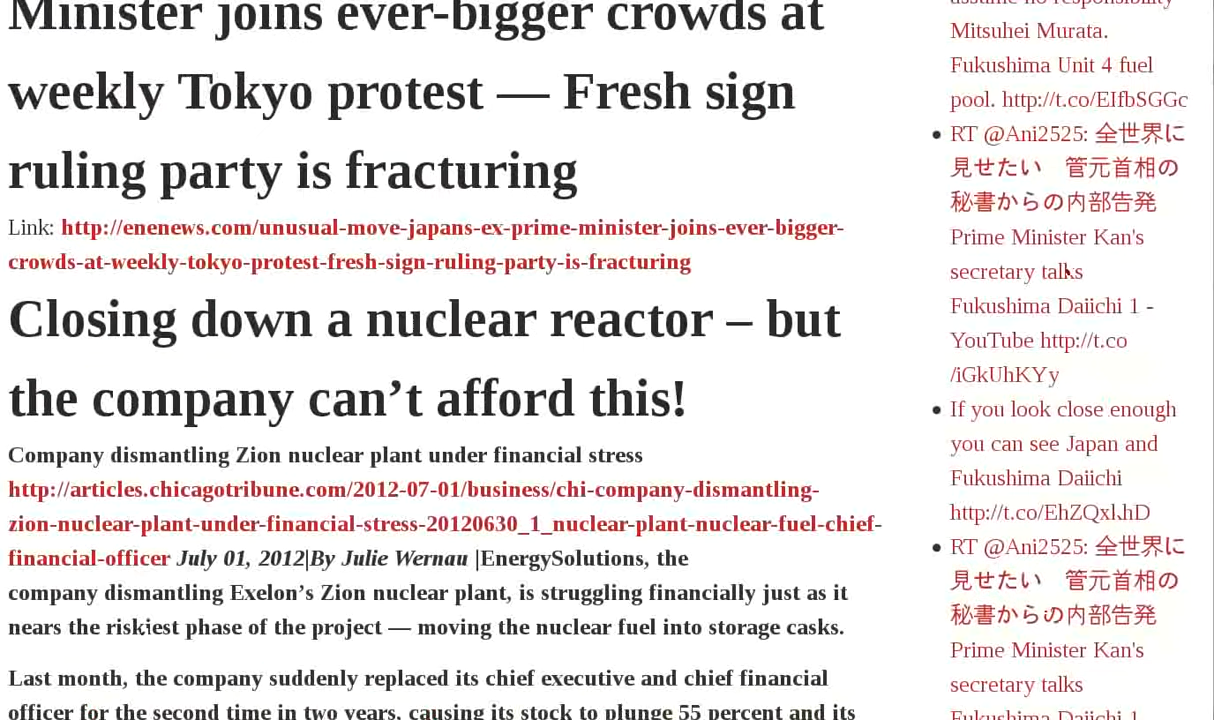 Minister joins ever-bigger crowds at
weekly Tokyo protest — Fresh sign
ruling party is fracturing
Link: http://enenews.com/unusual-move-japans-ex-prime-minister-joins-ever-bigger-
crowds-at-weekly-tokyo-protest-fresh-sign-ruling-party-is-fracturing
Closing down a nuclear reactor – but
the company can’t afford this!
Company dismantling Zion nuclear plant under financial stress
http://articles.chicagotribune.com/2012-07-01/business/chi-company-dismantling-
zion-nuclear-plant-under-financial-stress-20120630_1_nuclear-plant-nuclear-fuel-chief-
financial-officer July 01, 2012|By Julie Wernau |EnergySolutions, the
company dismantling Exelon’s Zion nuclear plant, is struggling financially just as it
nears the riskiest phase of the project — moving the nuclear fuel into storage casks.
Last month, the company suddenly replaced its chief executive and chief financial
officer for the second time in two years, causing its stock to plunge 55 percent and its
assume no responsibility
Mitsuhei Murata.
Fukushima Unit 4 fuel
pool. http://t.co/EIfbSGGc
RT @Ani2525: 全世界に
見せたい　管元首相の
秘書からの内部告発
Prime Minister Kan's
secretary talks
Fukushima Daiichi 1 -
YouTube http://t.co
/iGkUhKYy
If you look close enough
you can see Japan and
Fukushima Daiichi
http://t.co/EhZQxkhD
RT @Ani2525: 全世界に
見せたい　管元首相の
秘書からの内部告発
Prime Minister Kan's
secretary talks
Fukushima Daiichi 1